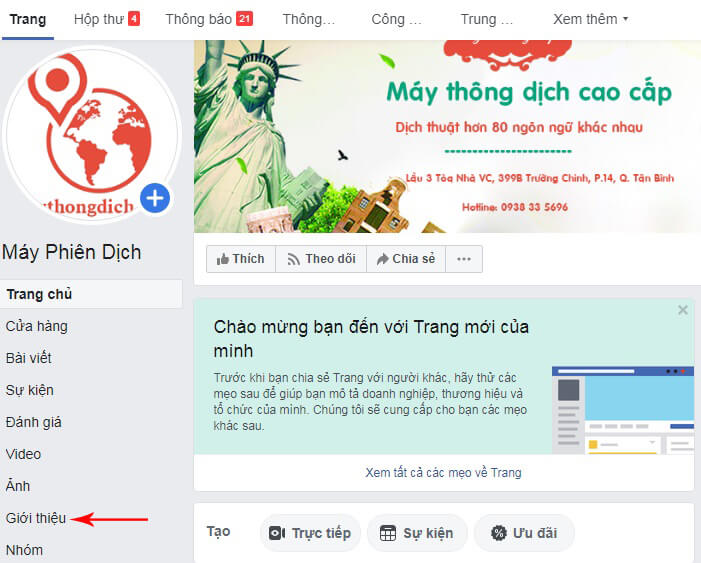 Trang Hộp thư 4 Thông báo 21 Thông... Công ... Trung ... Xem thêm
Máy thông dịch cao cấp
Dịch thuật hơn 80 ngôn ngữ khác nhau
Lầu 3 Tòa Nhà VC, 399B Trường Chinh, P.14, Q. Tân Bình
Hotline: 0938 33 5696
ythongdich
Máy Phiên Dịch
Thích Theo dõi Chia sẻ ...
Trang chủ
Cửa hàng
Bài viết
Sự kiện
Đánh giá
Video
Ảnh
Giới thiệu
Nhóm
Chào mừng bạn đến với Trang mới của
mình
Trước khi bạn chia sẻ Trang với người khác, hãy thử các
mẹo sau để giúp bạn mô tả doanh nghiệp, thương hiệu và
tổ chức của mình. Chúng tôi sẽ cung cấp cho bạn các mẹo
khác sau.
Xem tất cả các mẹo về Trang
Tạo Trực tiếp Sự kiện Ưu đãi